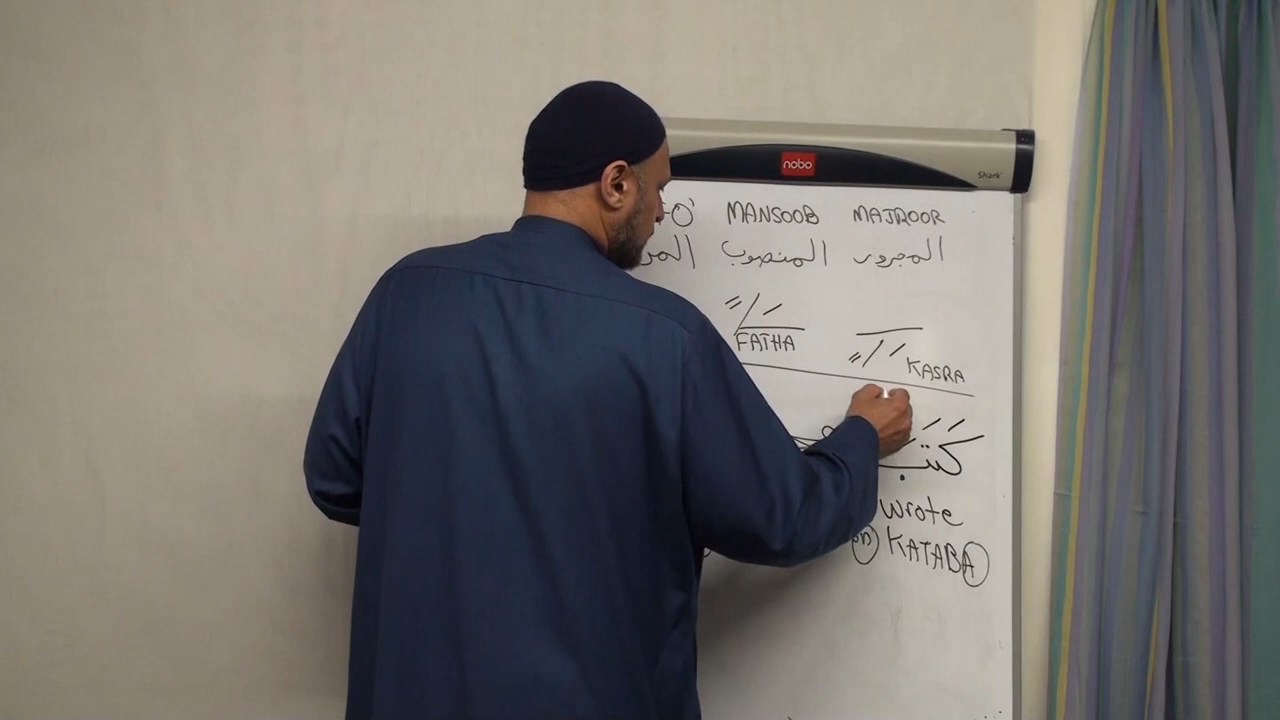 nobo
Shark
MANSOOB MAJROOR
المنصوب المجرور
FATHA
KASRA
كَتَب
wrote
KATABA